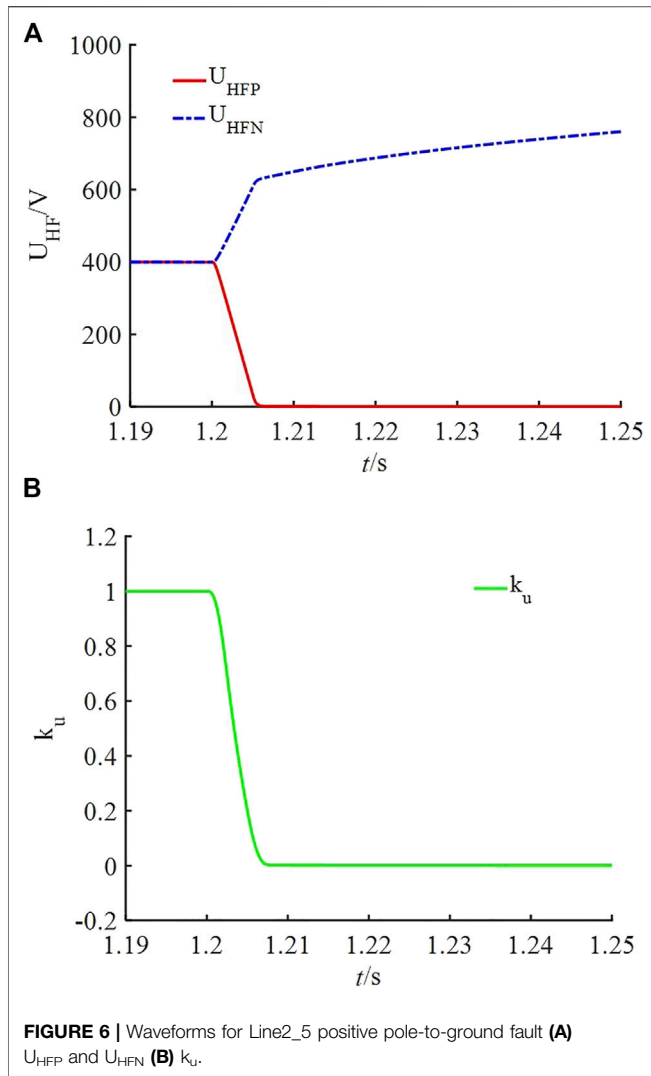 A
1000
800
600
400
200
0
U_HF/V
U_HFP
U_HFN
1.19 1.2 1.21 1.22 1.23 1.24 1.25
t/s
B
1.2
1
0.8
0.6
0.4
0.2
0
-0.2
k_u
k_u
1.19 1.2 1.21 1.22 1.23 1.24 1.25
t/s
FIGURE 6 | Waveforms for Line2_5 positive pole-to-ground fault (A)
U_HFP and U_HFN (B) k_u.